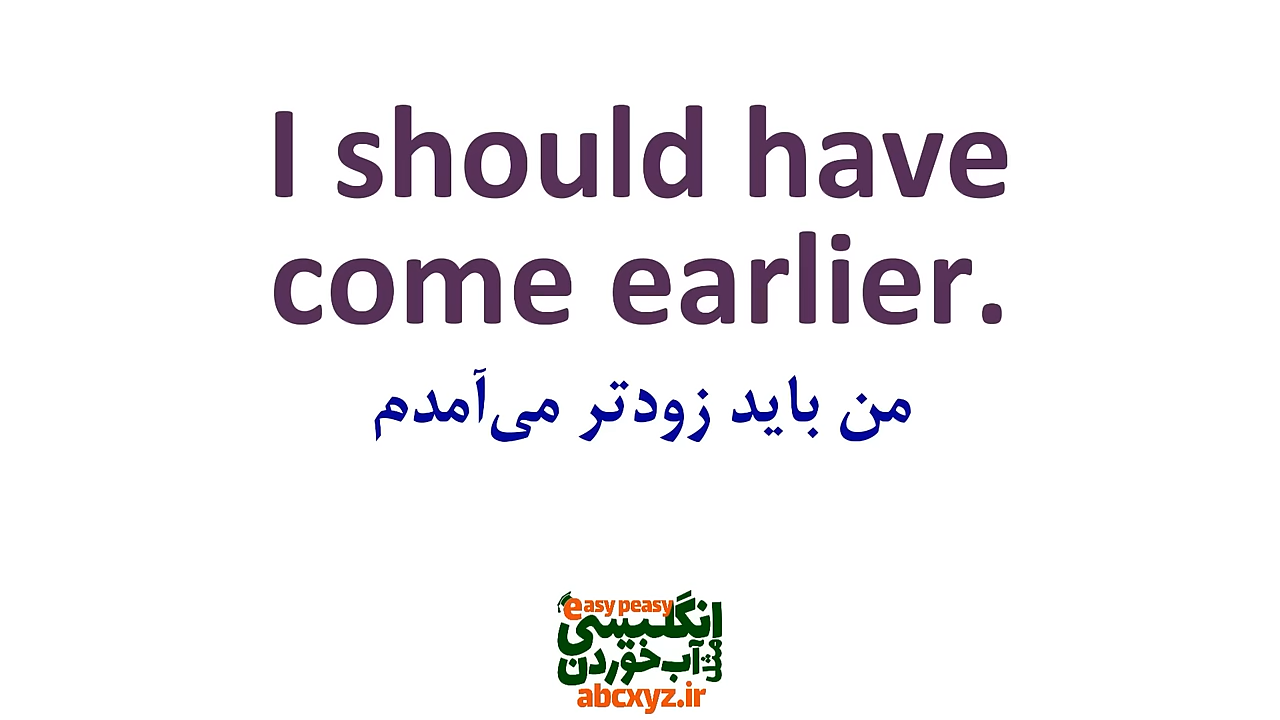 I should have
come earlier.
من باید زودتر می‌آمدم
easy peasy
انگلیسی
مثل آب خوردن
abcxyz.ir